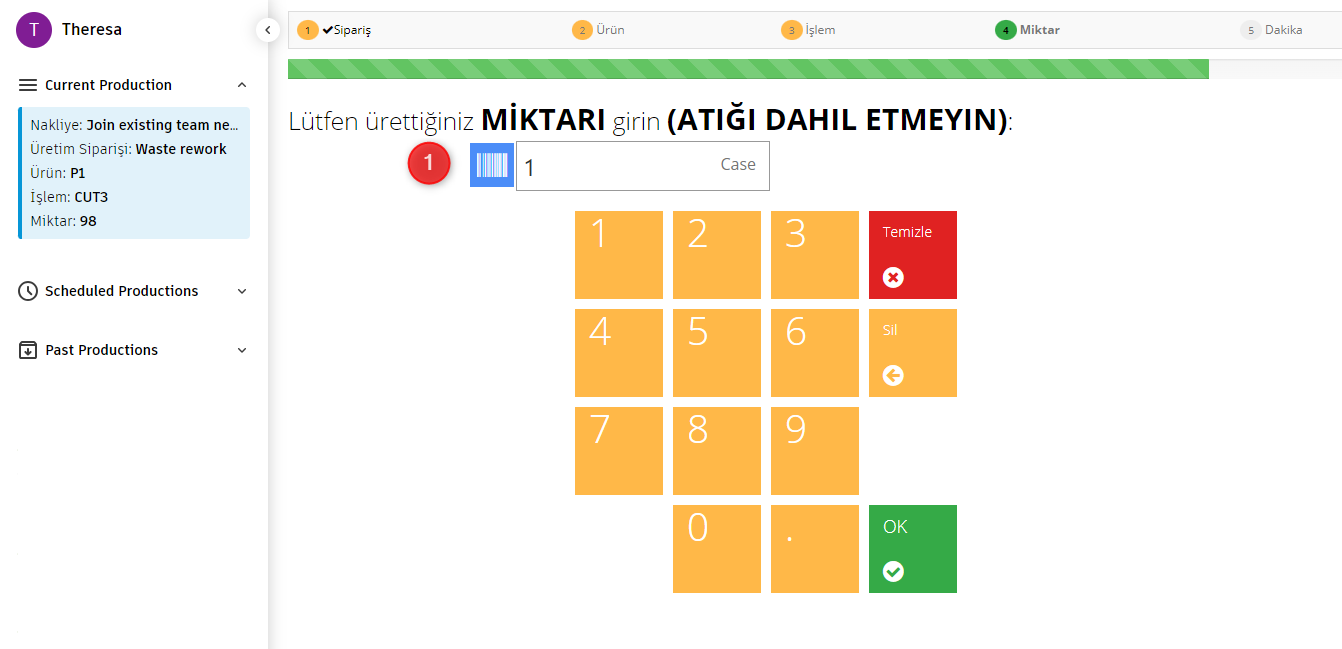 T
Theresa
Current Production
Nakliye: Join existing team ne...
Üretim Siparişi: Waste rework
Ürün: P1
İşlem: CUT3
Miktar: 98
Scheduled Productions
Past Productions
1 ✔Sipariş
2 Ürün
3 İşlem
4 Miktar
5 Dakika
Lütfen ürettiğiniz MİKTARI girin (ATIĞI DAHIL ETMEYIN):
1
1 Case
1 2 3 Temizle
4 5 6 Sil
7 8 9
0 . OK